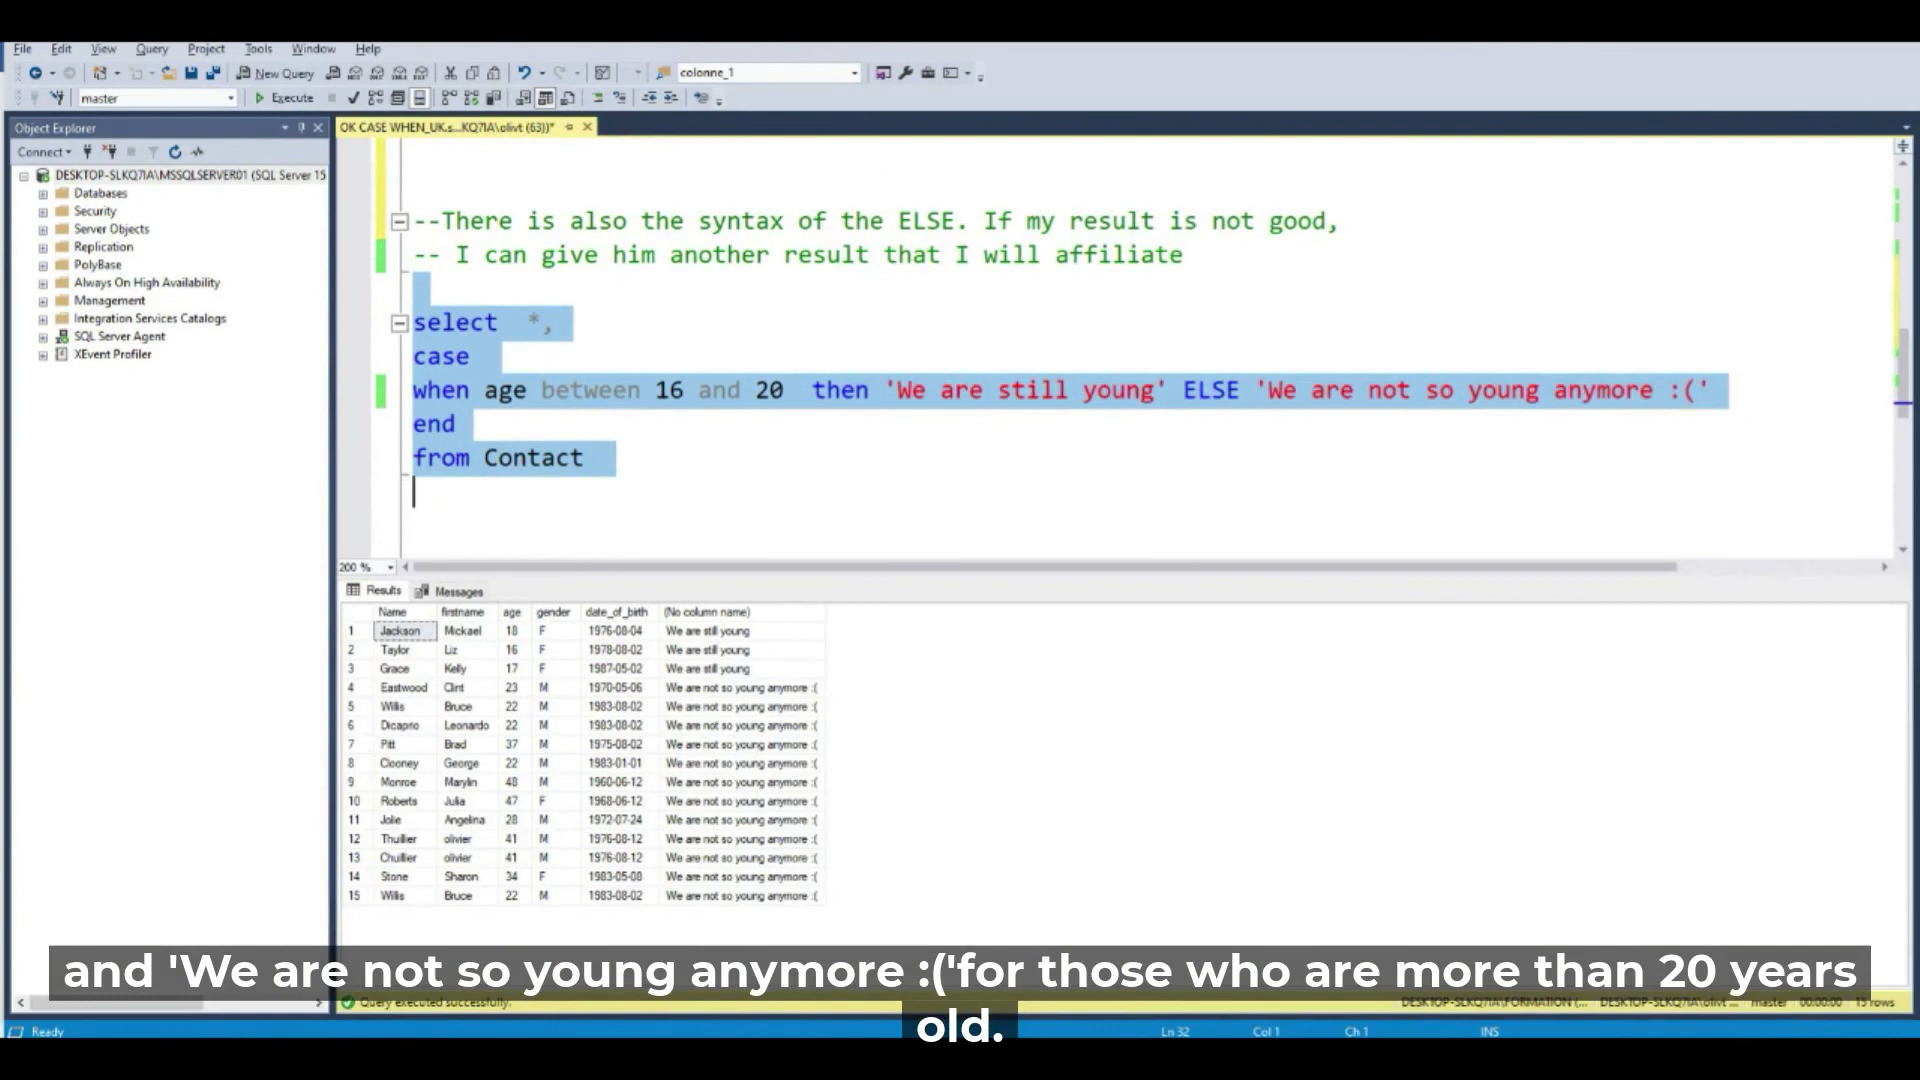 File Edit View Query Project Tools Window Help
New Query colonne_1
master Execute
Object Explorer
OK CASE WHEN_UK.s...KQ7IA\olivt (63))*
Connect
DESKTOP-SLKQ7IA\MSSQLSERVER01 (SQL Server 15
Databases
Security
Server Objects
Replication
PolyBase
Always On High Availability
Management
Integration Services Catalogs
SQL Server Agent
XEvent Profiler
--There is also the syntax of the ELSE. If my result is not good,
-- I can give him another result that I will affiliate
select *,
case
when age between 16 and 20 then 'We are still young' ELSE 'We are not so young anymore :('
end
from Contact
200 %
Results Messages
Name firstname age gender date_of_birth (No column name)
1 Jackson Mickael 18 F 1976-08-04 We are still young
2 Taylor Liz 16 F 1978-08-02 We are still young
3 Grace Kelly 17 F 1987-05-02 We are still young
4 Eastwood Clint 23 M 1970-05-06 We are not so young anymore :(
5 Willis Bruce 22 M 1983-08-02 We are not so young anymore :(
6 Dicaprio Leonardo 22 M 1983-08-02 We are not so young anymore :(
7 Pitt Brad 37 M 1975-08-02 We are not so young anymore :(
8 Clooney George 22 M 1983-01-01 We are not so young anymore :(
9 Monroe Marylin 48 M 1960-06-12 We are not so young anymore :(
10 Roberts Julia 47 F 1968-06-12 We are not so young anymore :(
11 Jolie Angelina 28 M 1972-07-24 We are not so young anymore :(
12 Thuillier olivier 41 M 1976-08-12 We are not so young anymore :(
13 Chuillier olivier 41 M 1976-08-12 We are not so young anymore :(
14 Stone Sharon 34 F 1983-05-08 We are not so young anymore :(
15 Willis Bruce 22 M 1983-08-02 We are not so young anymore :(
and 'We are not so young anymore :('for those who are more than 20 years
old.
Query executed successfully. DESKTOP-SLKQ7IA\FORMATION (... DESKTOP-SLKQ7IA\olivt ... master 00:00:00 15 rows
Ready Ln 32 Col 1 Ch 1 INS